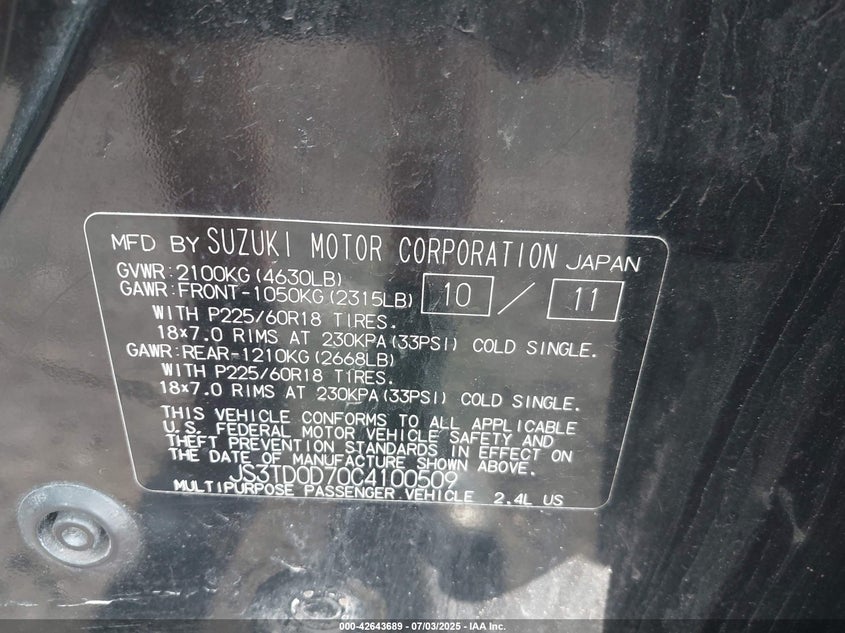 MFD BY SUZUKI MOTOR CORPORATION JAPAN
GVWR:2100KG(4630LB)
GAWR:FRONT-1050KG(2315LB) 10 / 11
WITH P225/60R18 TIRES.
18×7.0 RIMS AT 230KPA(33PSI) COLD SINGLE.
GAWR:REAR-1210KG(2668LB)
WITH P225/60R18 TIRES.
18×7.0 RIMS AT 230KPA(33PSI) COLD SINGLE.
THIS VEHICLE CONFORMS TO ALL APPLICABLE
U.S. FEDERAL MOTOR VEHICLE SAFETY AND
THEFT PREVENTION STANDARDS IN EFFECT ON
THE DATE OF MANUFACTURE SHOWN ABOVE.
JS3TD0D70C4100509
MULTIPURPOSE PASSENGER VEHICLE 2.4L US
000-42643689 - 07/03/2025 - IAA Inc.